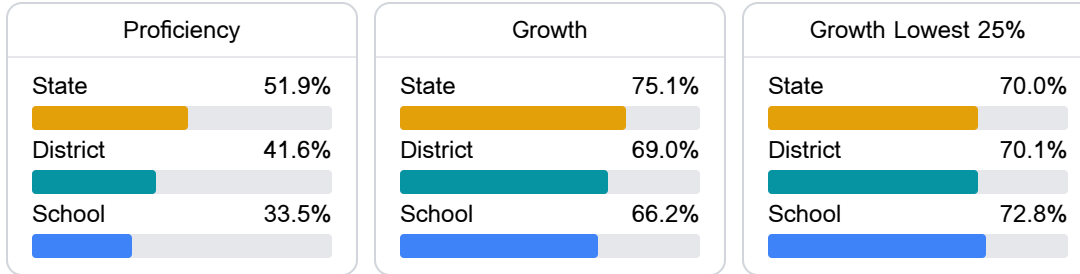 Proficiency
State 51.9%
District 41.6%
School 33.5%
Growth
State 75.1%
District 69.0%
School 66.2%
Growth Lowest 25%
State 70.0%
District 70.1%
School 72.8%